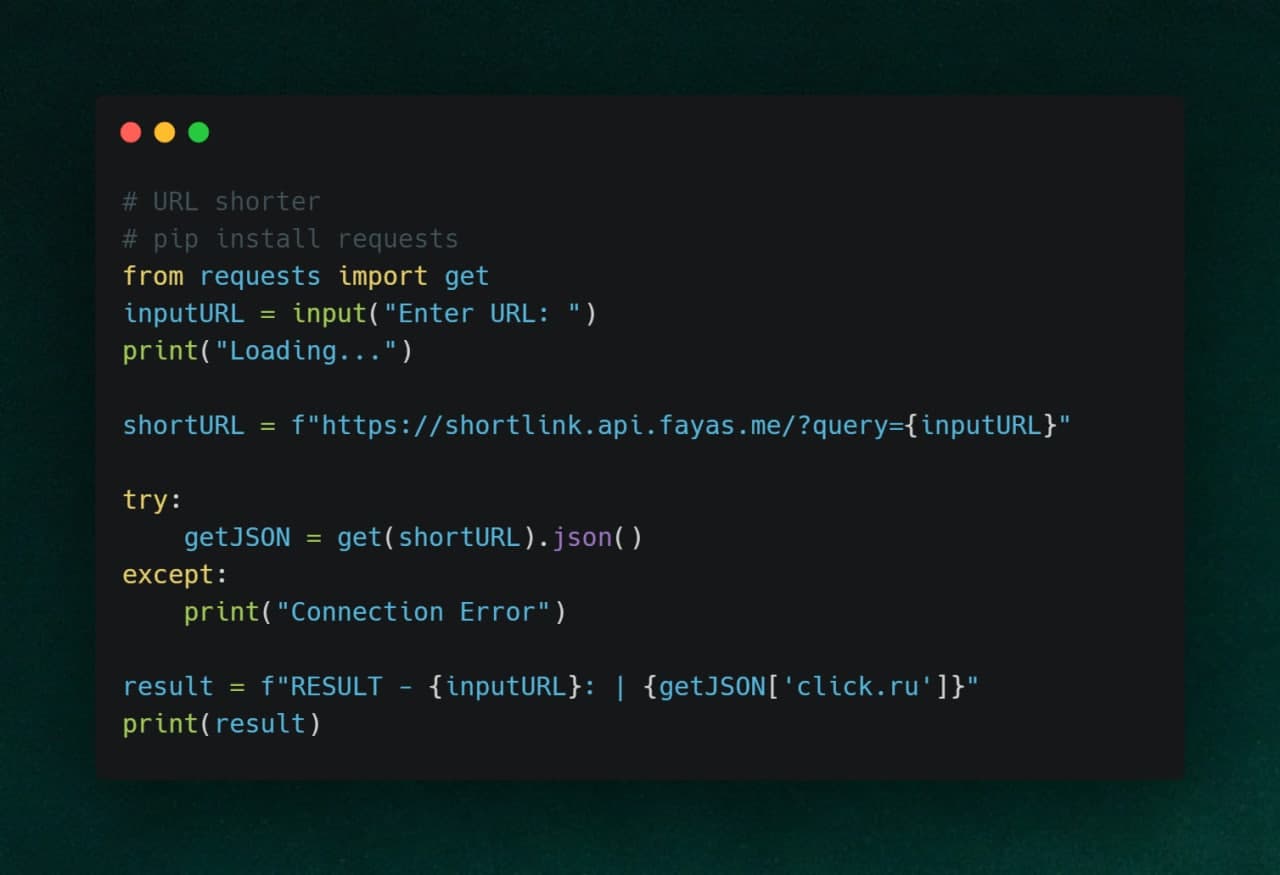 # URL shorter
# pip install requests
from requests import get
inputURL = input("Enter URL: ")
print("Loading...")
shortURL = f"https://shortlink.api.fayas.me/?query={inputURL}"
try:
    getJSON = get(shortURL).json()
except:
    print("Connection Error")
result = f"RESULT - {inputURL}: | {getJSON['click.ru']}"
print(result)